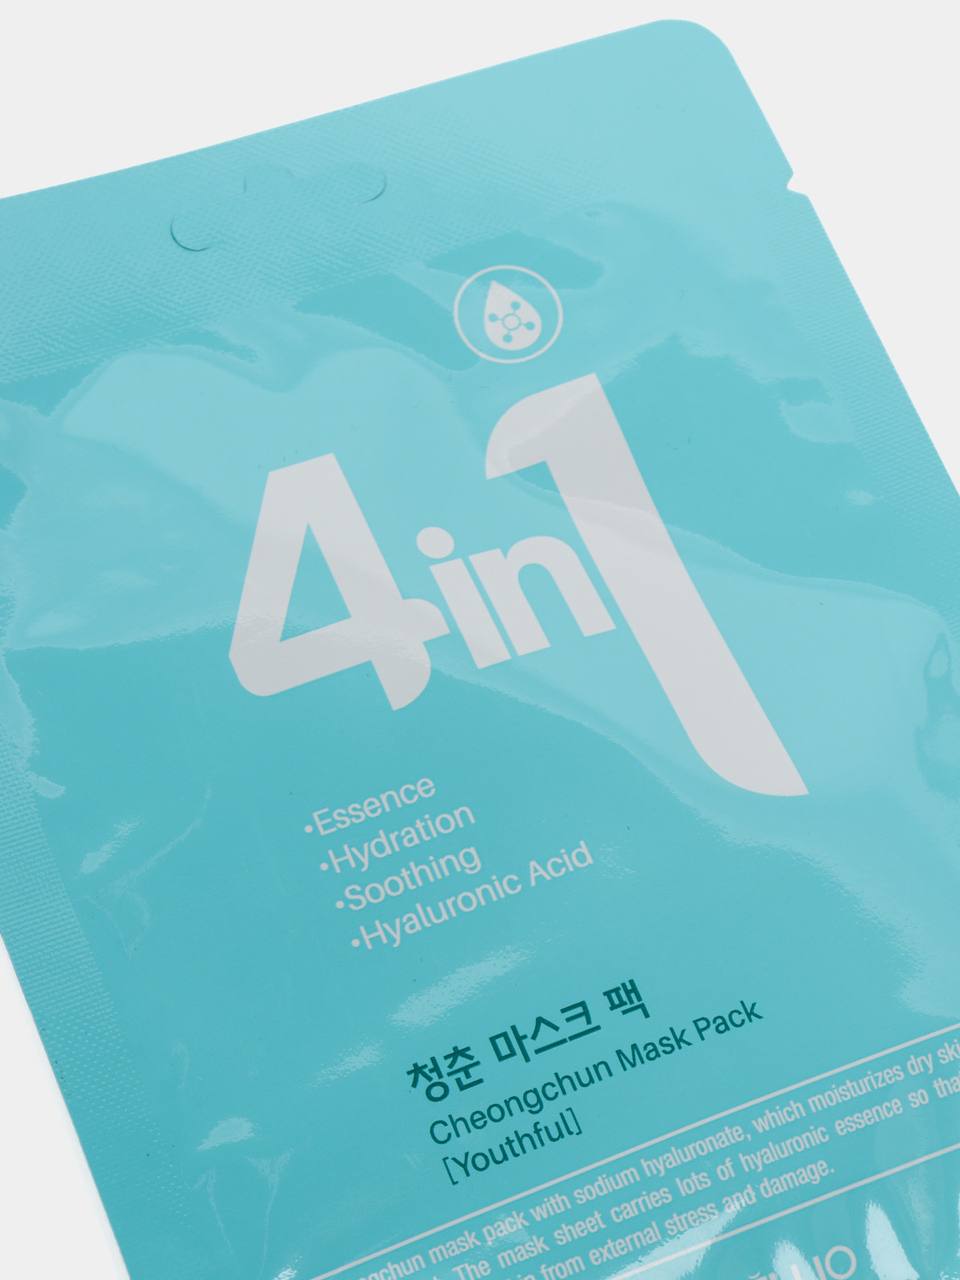 4in1
•Essence
•Hydration
•Soothing
•Hyaluronic Acid
청춘 마스크 팩
Cheongchun Mask Pack
[Youthful]
mask pack with sodium hyaluronate, which moisturizes dry
The mask sheet carries lots of hyaluronic essence so
from external stress and damage.